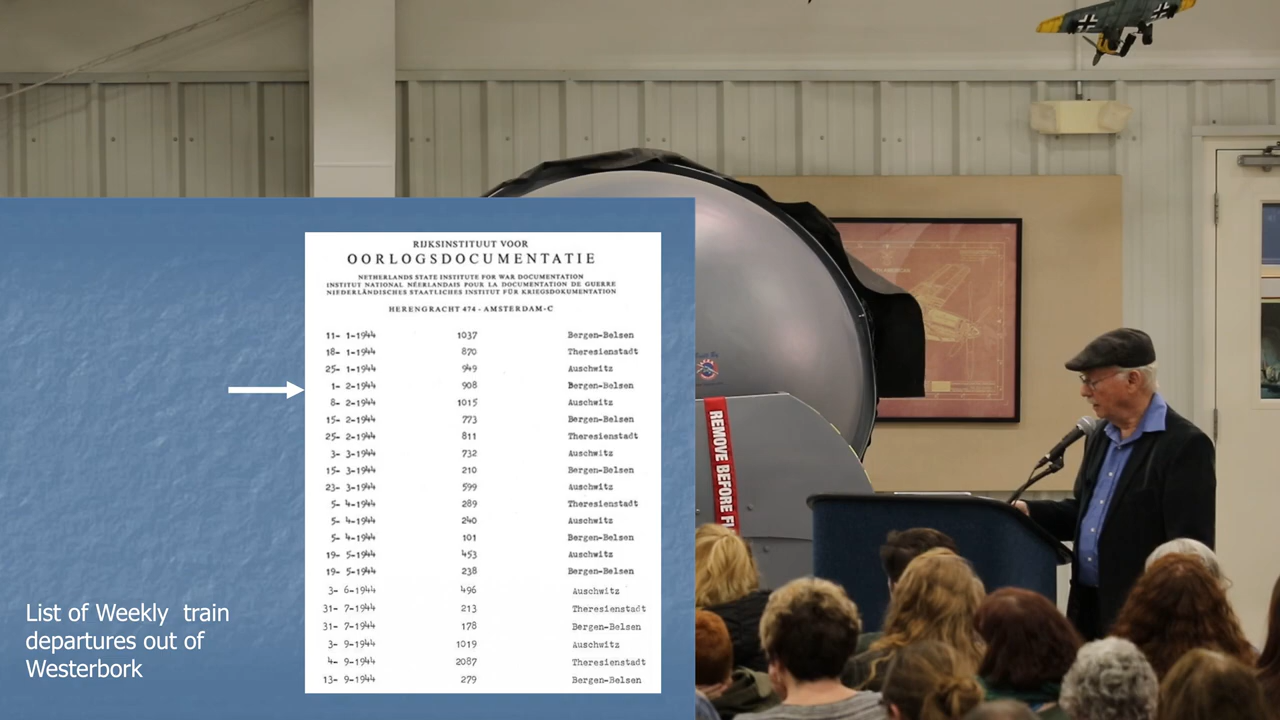 RIJKSINSTITUUT VOOR
OORLOGSDOCUMENTATIE
NETHERLANDS STATE INSTITUTE FOR WAR DOCUMENTATION
INSTITUT NATIONAL NÉERLANDAIS POUR LA DOCUMENTATION DE GUERRE
NIEDERLÄNDISCHES STAATLICHES INSTITUT FÜR KRIEGSDOKUMENTATION
HERENGRACHT 474 - AMSTERDAM-C
11- 1-1944 1037 Bergen-Belsen
18- 1-1944 870 Theresienstadt
25- 1-1944 949 Auschwitz
1- 2-1944 908 Bergen-Belsen
8- 2-1944 1015 Auschwitz
15- 2-1944 773 Bergen-Belsen
25- 2-1944 811 Theresienstadt
3- 3-1944 732 Auschwitz
15- 3-1944 210 Bergen-Belsen
23- 3-1944 599 Auschwitz
5- 4-1944 289 Theresienstadt
5- 4-1944 240 Auschwitz
5- 4-1944 101 Bergen-Belsen
19- 5-1944 453 Auschwitz
19- 5-1944 238 Bergen-Belsen
3- 6-1944 496 Auschwitz
31- 7-1944 213 Theresienstadt
31- 7-1944 178 Bergen-Belsen
3- 9-1944 1019 Auschwitz
4- 9-1944 2087 Theresienstadt
13- 9-1944 279 Bergen-Belsen
List of Weekly train
departures out of
Westerbork
REMOVE BEFORE